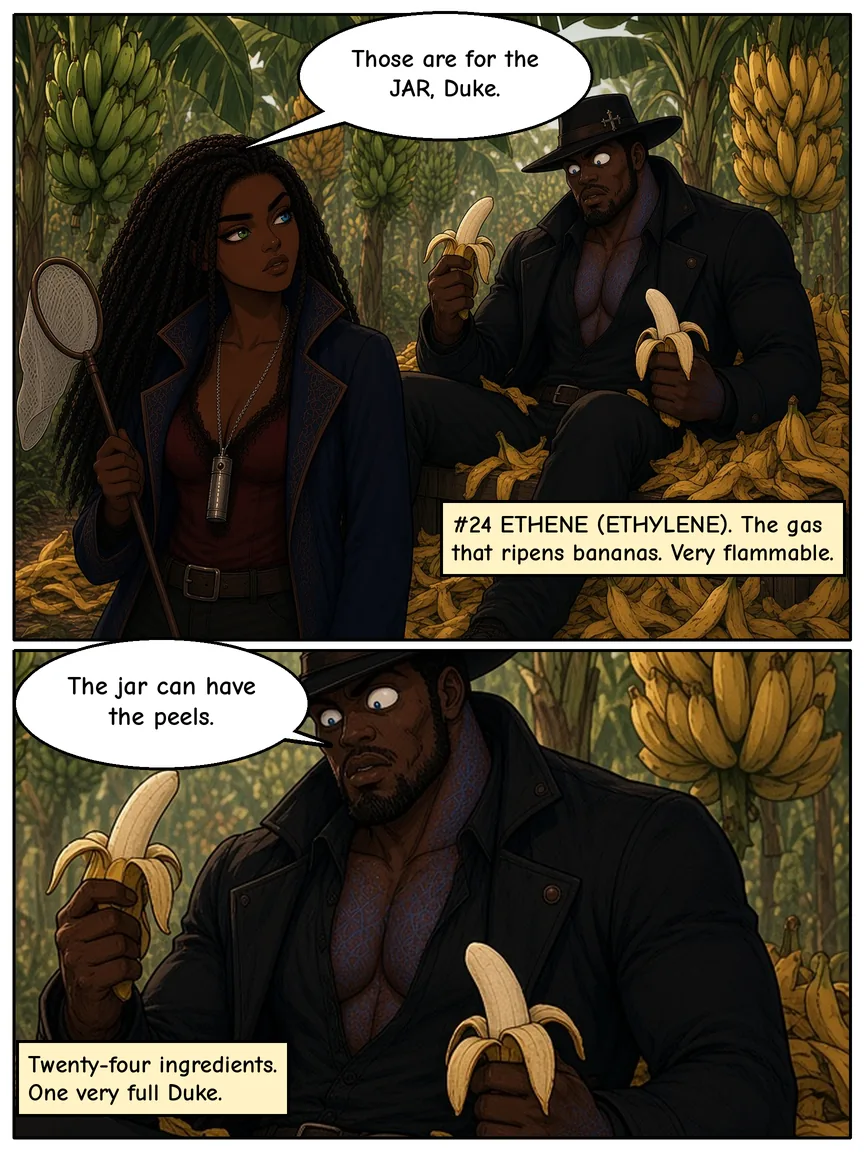 Those are for the
JAR, Duke.
#24 ETHENE (ETHYLENE). The gas
that ripens bananas. Very flammable.
The jar can have
the peels.
Twenty-four ingredients.
One very full Duke.